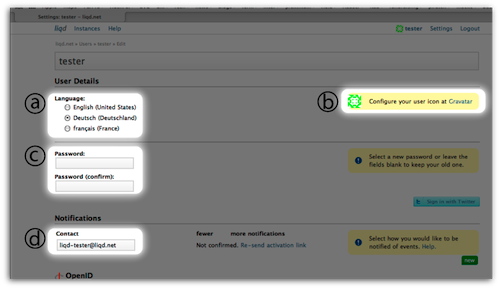 Settings: tester - liqd.net
liqd Instances Help
tester Settings Logout
liqd.net » Users » tester » Edit
tester
User Details
a
Language:
English (United States)
Deutsch (Deutschland)
français (France)
b
Configure your user icon at Gravatar
c
Password:
Password (confirm):
Select a new password or leave the
fields blank to keep your old one.
Sign in with Twitter
Notifications
d
Contact
liqd-tester@liqd.net
fewer more notifications
Not confirmed. Re-send activation link
Select how you would like to
be notified of events. Help.
new
OpenID